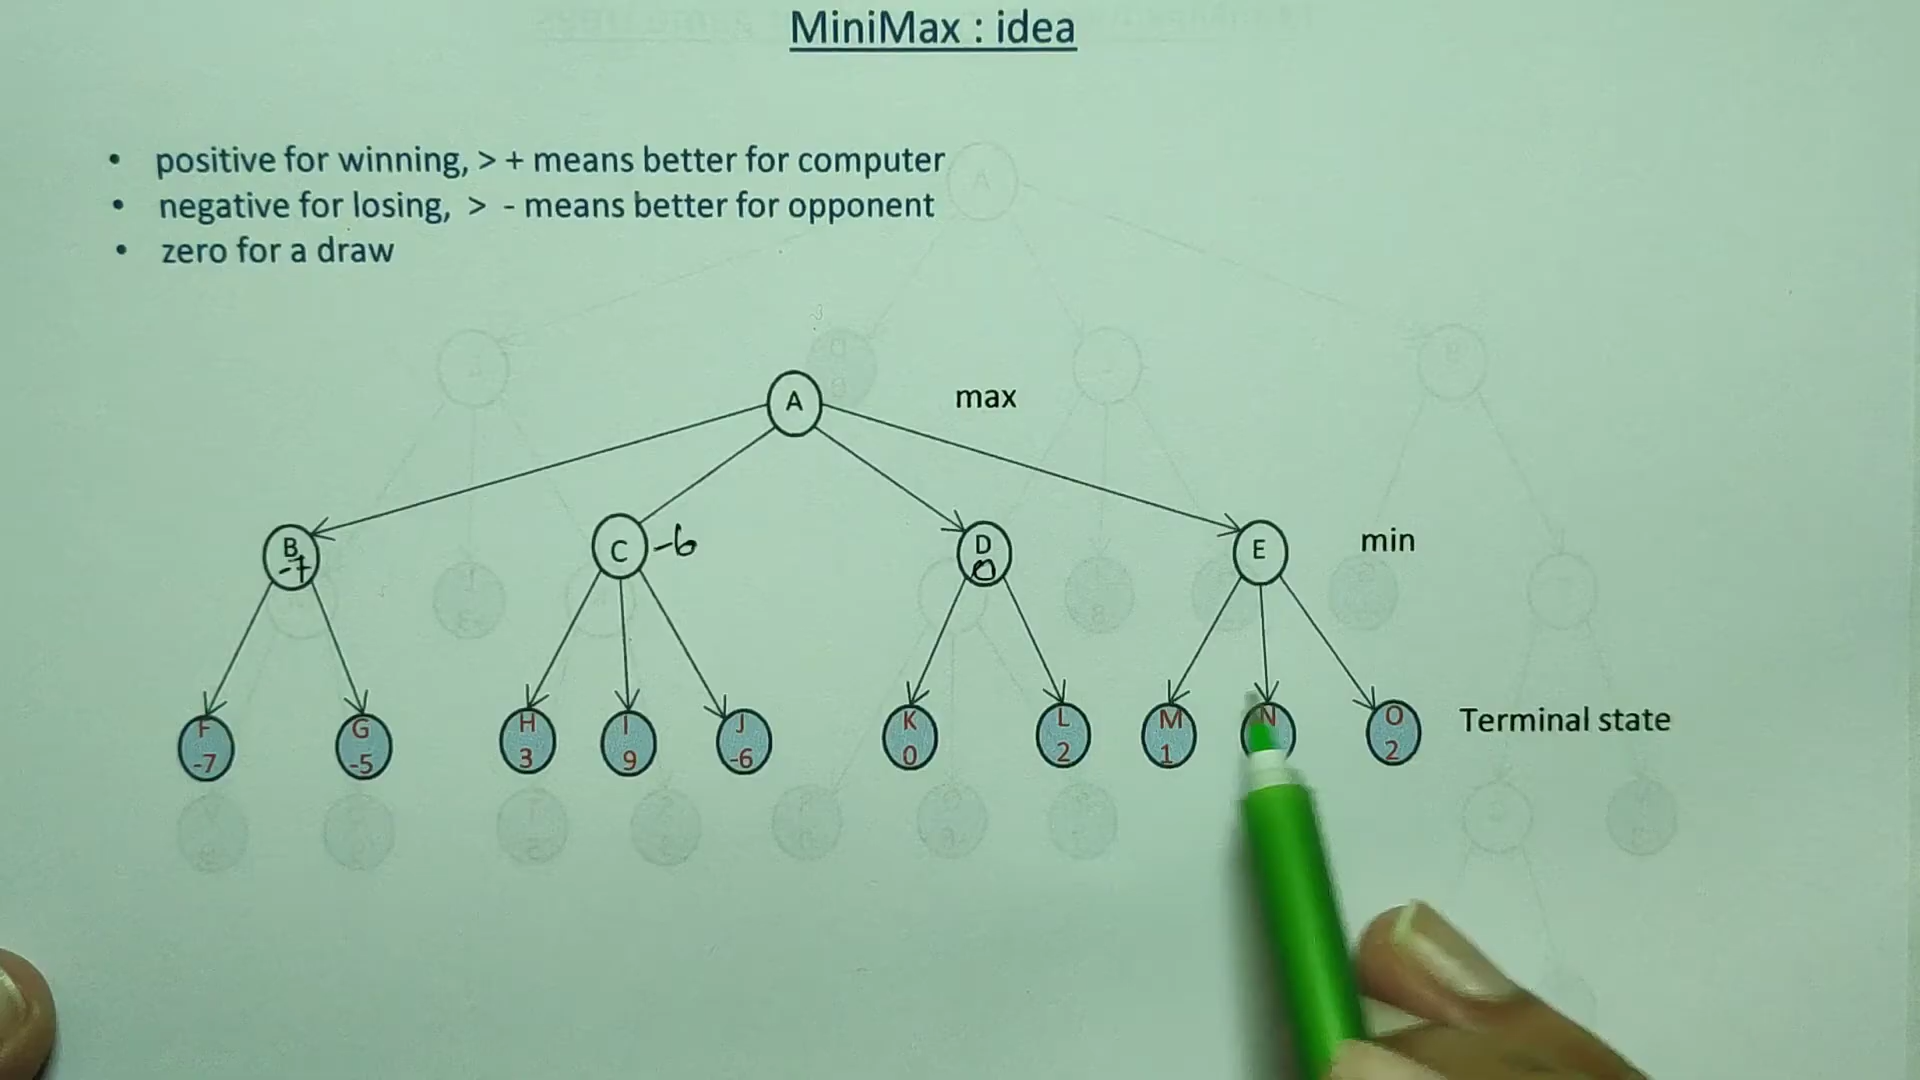 MiniMax : idea
• positive for winning, > + means better for computer
• negative for losing, > - means better for opponent
• zero for a draw
A max
B -7 C -6 D 0 E min
F G H I J K L M N O Terminal state
-7 -5 3 9 -6 0 2 1 2